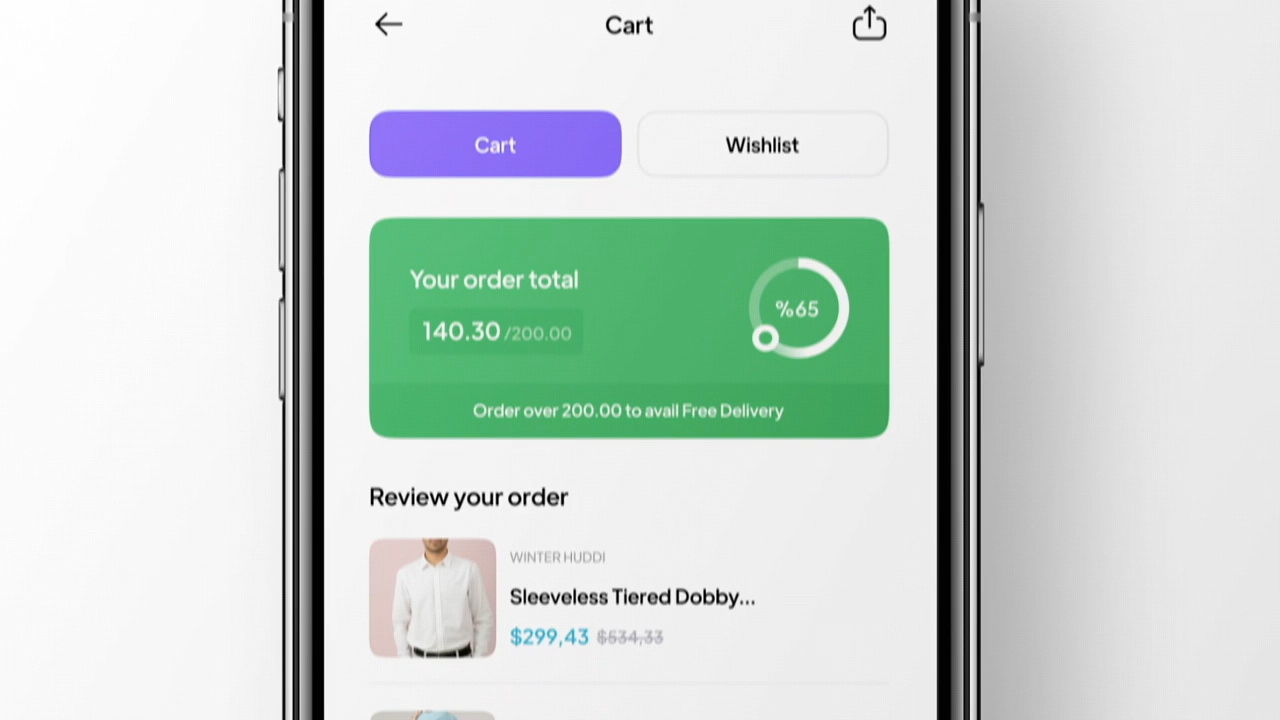 Cart
Cart
Wishlist
Your order total
140.30 /200.00
%65
Order over 200.00 to avail Free Delivery
Review your order
WINTER HUDDI
Sleeveless Tiered Dobby...
$299,43 $534,33